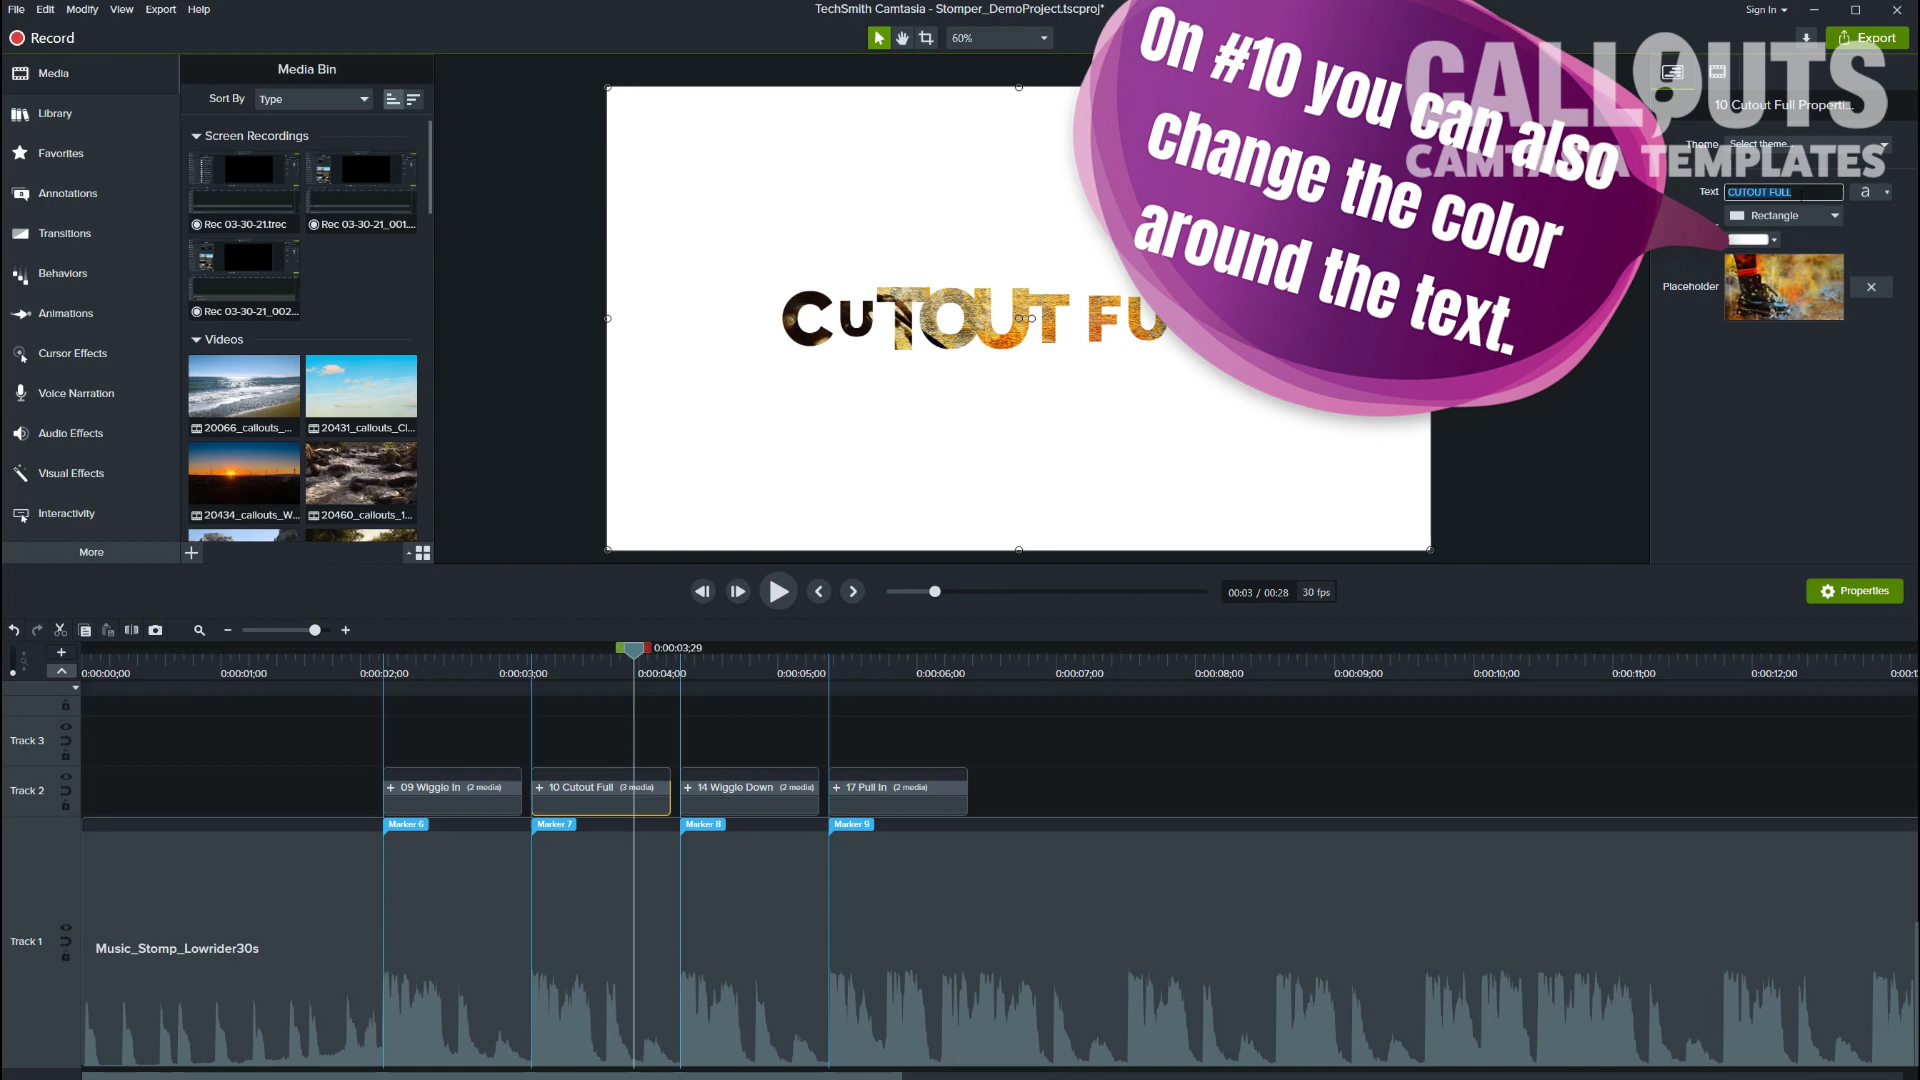 File Edit Modify View Export Help
TechSmith Camtasia - Stomper_DemoProject.tscproj*
Sign In
Record
60%
Export
Media
Library
Favorites
Annotations
Transitions
Behaviors
Animations
Cursor Effects
Voice Narration
Audio Effects
Visual Effects
Interactivity
More
Media Bin
Sort By Type
Screen Recordings
Rec 03-30-21.trec
Rec 03-30-21_001....
Rec 03-30-21_002...
Videos
20066_callouts_...
20431_callouts_Cl...
20434_callouts_W...
20460_callouts_1...
CUTOUT FU
On #10 you can also
change the color
around the text.
CALLOUTS
CAMTASIA TEMPLATES
10 Cutout Full Properti...
Theme Select theme...
Text CUTOUT FULL a
Rectangle
Placeholder
00:03 / 00:28 30 fps
Properties
0:00:03;29
0:00:00;00 0:00:01;00 0:00:02;00 0:00:03;00 0:00:04;00 0:00:05;00 0:00:06;00 0:00:07;00 0:00:08;00 0:00:09;00 0:00:10;00 0:00:11;00 0:00:12;00 0:00:1
Track 3
Track 2
+ 09 Wiggle In (2 media)
+ 10 Cutout Full (3 media)
+ 14 Wiggle Down (2 media)
+ 17 Pull In (2 media)
Marker 6 Marker 7 Marker 8 Marker 9
Track 1
Music_Stomp_Lowrider30s